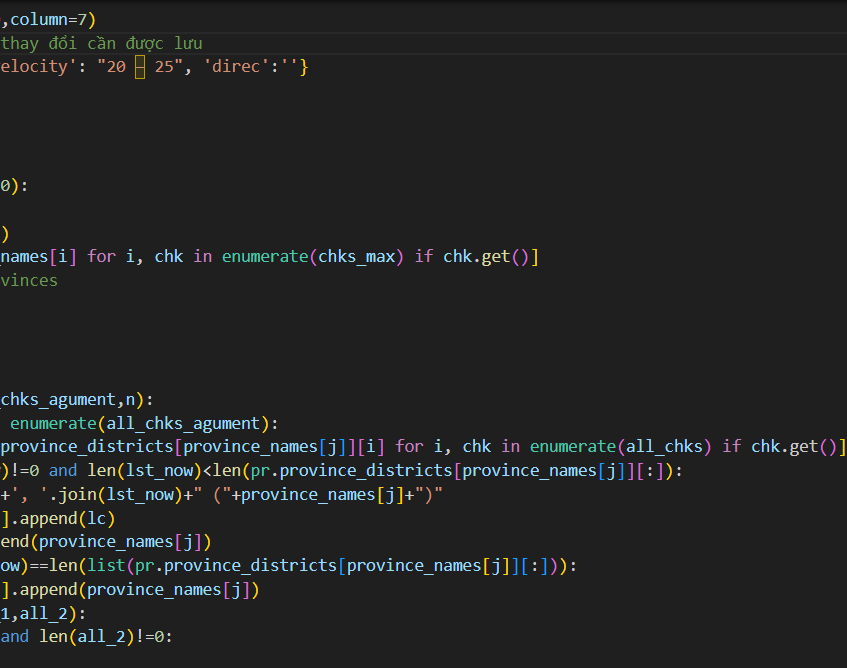 ,column=7)
thay đổi cần được lưu
elocity': "20 – 25", 'direc':''}
0):
)
names[i] for i, chk in enumerate(chks_max) if chk.get()]
vinces
chks_agument,n):
enumerate(all_chks_agument):
province_districts[province_names[j]][i] for i, chk in enumerate(all_chks) if chk.get()]
)!=0 and len(lst_now)<len(pr.province_districts[province_names[j]][:]):
+', '.join(lst_now)+" ("+province_names[j]+")"
].append(lc)
end(province_names[j])
ow)==len(list(pr.province_districts[province_names[j]][:])):
].append(province_names[j])
1,all_2):
and len(all_2)!=0: